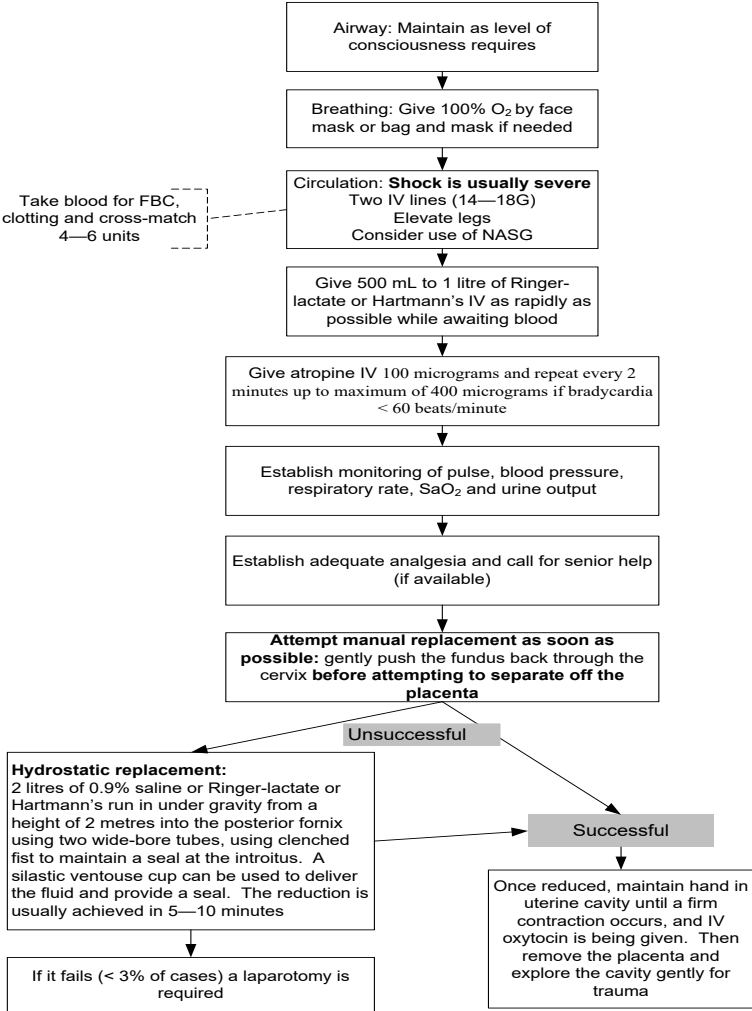 Airway: Maintain as level of
consciousness requires
Breathing: Give 100% O₂ by face
mask or bag and mask if needed
Circulation: Shock is usually severe
Two IV lines (14—18G)
Elevate legs
Consider use of NASG
Take blood for FBC,
clotting and cross-match
4—6 units
Give 500 mL to 1 litre of Ringer-
lactate or Hartmann's IV as rapidly as
possible while awaiting blood
Give atropine IV 100 micrograms and repeat every 2
minutes up to maximum of 400 micrograms if bradycardia
< 60 beats/minute
Establish monitoring of pulse, blood pressure,
respiratory rate, SaO₂ and urine output
Establish adequate analgesia and call for senior help
(if available)
Attempt manual replacement as soon as
possible: gently push the fundus back through the
cervix before attempting to separate off the
placenta
Unsuccessful
Hydrostatic replacement:
2 litres of 0.9% saline or Ringer-lactate or
Hartmann's run in under gravity from a
height of 2 metres into the posterior fornix
using two wide-bore tubes, using clenched
fist to maintain a seal at the introitus. A
silastic ventouse cup can be used to deliver
the fluid and provide a seal. The reduction is
usually achieved in 5—10 minutes
If it fails (< 3% of cases) a laparotomy is
required
Successful
Once reduced, maintain hand in
uterine cavity until a firm
contraction occurs, and IV
oxytocin is being given. Then
remove the placenta and
explore the cavity gently for
trauma